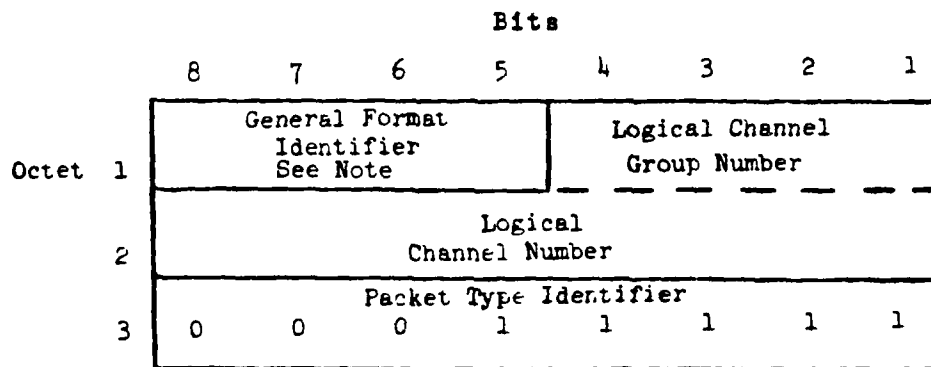 Bits
8 7 6 5 4 3 2 1
General Format Logical Channel
Identifier
Octet 1 See Note Group Number
Logical
2 Channel Number
Packet Type Identifier
3 0 0 0 1 1 1 1 1